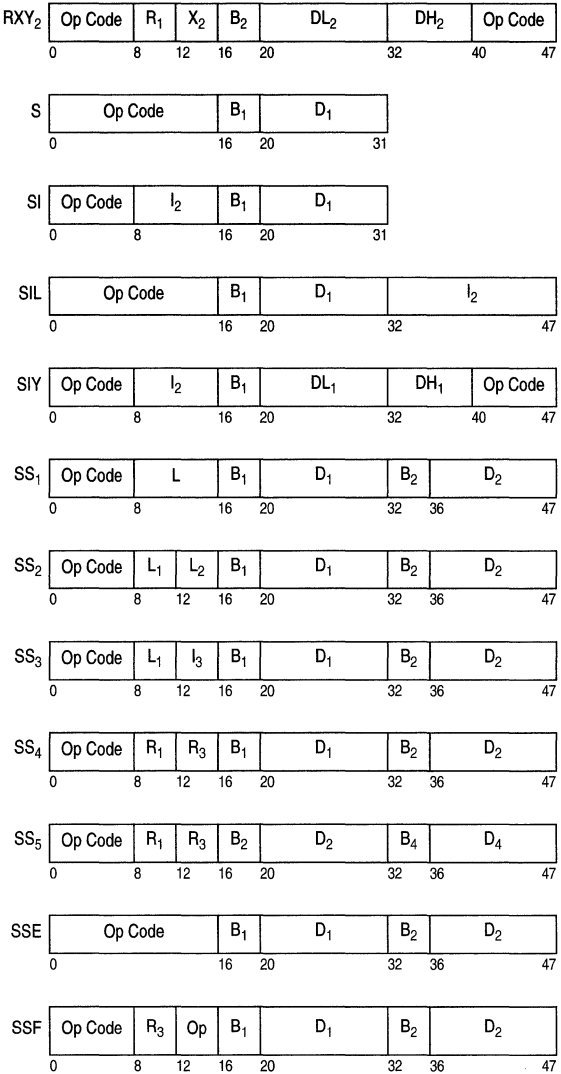 RXY₂ Op Code R₁ X₂ B₂ DL₂ DH₂ Op Code
0 8 12 16 20 32 40 47
S Op Code B₁ D₁
0 16 20 31
SI Op Code I₂ B₁ D₁
0 8 16 20 31
SIL Op Code B₁ D₁ I₂
0 16 20 32 47
SIY Op Code I₂ B₁ DL₁ DH₁ Op Code
0 8 16 20 32 40 47
SS₁ Op Code L B₁ D₁ B₂ D₂
0 8 16 20 32 36 47
SS₂ Op Code L₁ L₂ B₁ D₁ B₂ D₂
0 8 12 16 20 32 36 47
SS₃ Op Code L₁ I₃ B₁ D₁ B₂ D₂
0 8 12 16 20 32 36 47
SS₄ Op Code R₁ R₃ B₁ D₁ B₂ D₂
0 8 12 16 20 32 36 47
SS₅ Op Code R₁ R₃ B₂ D₂ B₄ D₄
0 8 12 16 20 32 36 47
SSE Op Code B₁ D₁ B₂ D₂
0 16 20 32 36 47
SSF Op Code R₃ Op B₁ D₁ B₂ D₂
0 8 12 16 20 32 36 47